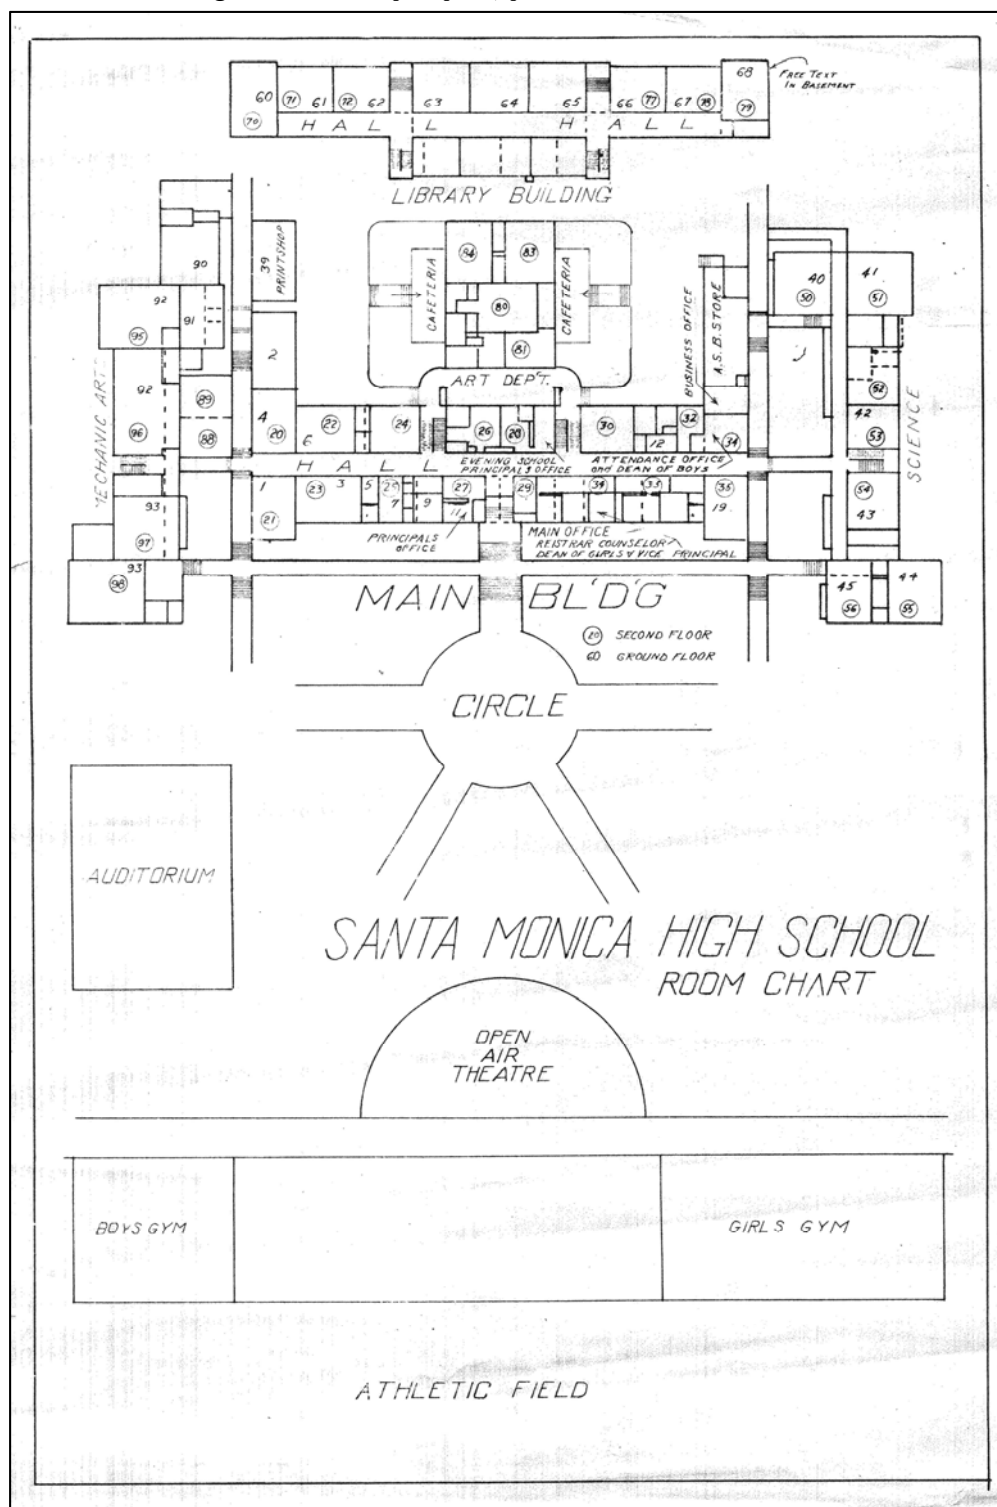 68
FREE TEXT
IN BASEMENT
60 71 61 72 62 63 64 65 66 77 67 78
70 79
HALL HALL
LIBRARY BUILDING
90
39
PRINTSHOP
CAFETERIA
84 83
80
81
CAFETERIA
BUSINESS OFFICE
A.S.B. STORE
40 41
50 51
92
91
95
2
ART DEP'T.
MECHANIC ARTS
92
89
96 88
4 20
6 22 24 26 28 30 12 32 34
52
42
53
SCIENCE
HALL
EVENING SCHOOL
PRINCIPALS OFFICE
ATTENDANCE OFFICE
and DEAN OF BOYS
1 23 3 5 7 9 27 11 29 33 19
21
93
97
54
43
PRINCIPALS
OFFICE
MAIN OFFICE
REISTRAR COUNSELOR
DEAN OF GIRLS & VICE PRINCIPAL
93
98
45 44
56 55
MAIN BL'D'G
20 SECOND FLOOR
60 GROUND FLOOR
CIRCLE
AUDITORIUM
SANTA MONICA HIGH SCHOOL
ROOM CHART
OPEN
AIR
THEATRE
BOYS GYM
GIRLS GYM
ATHLETIC FIELD